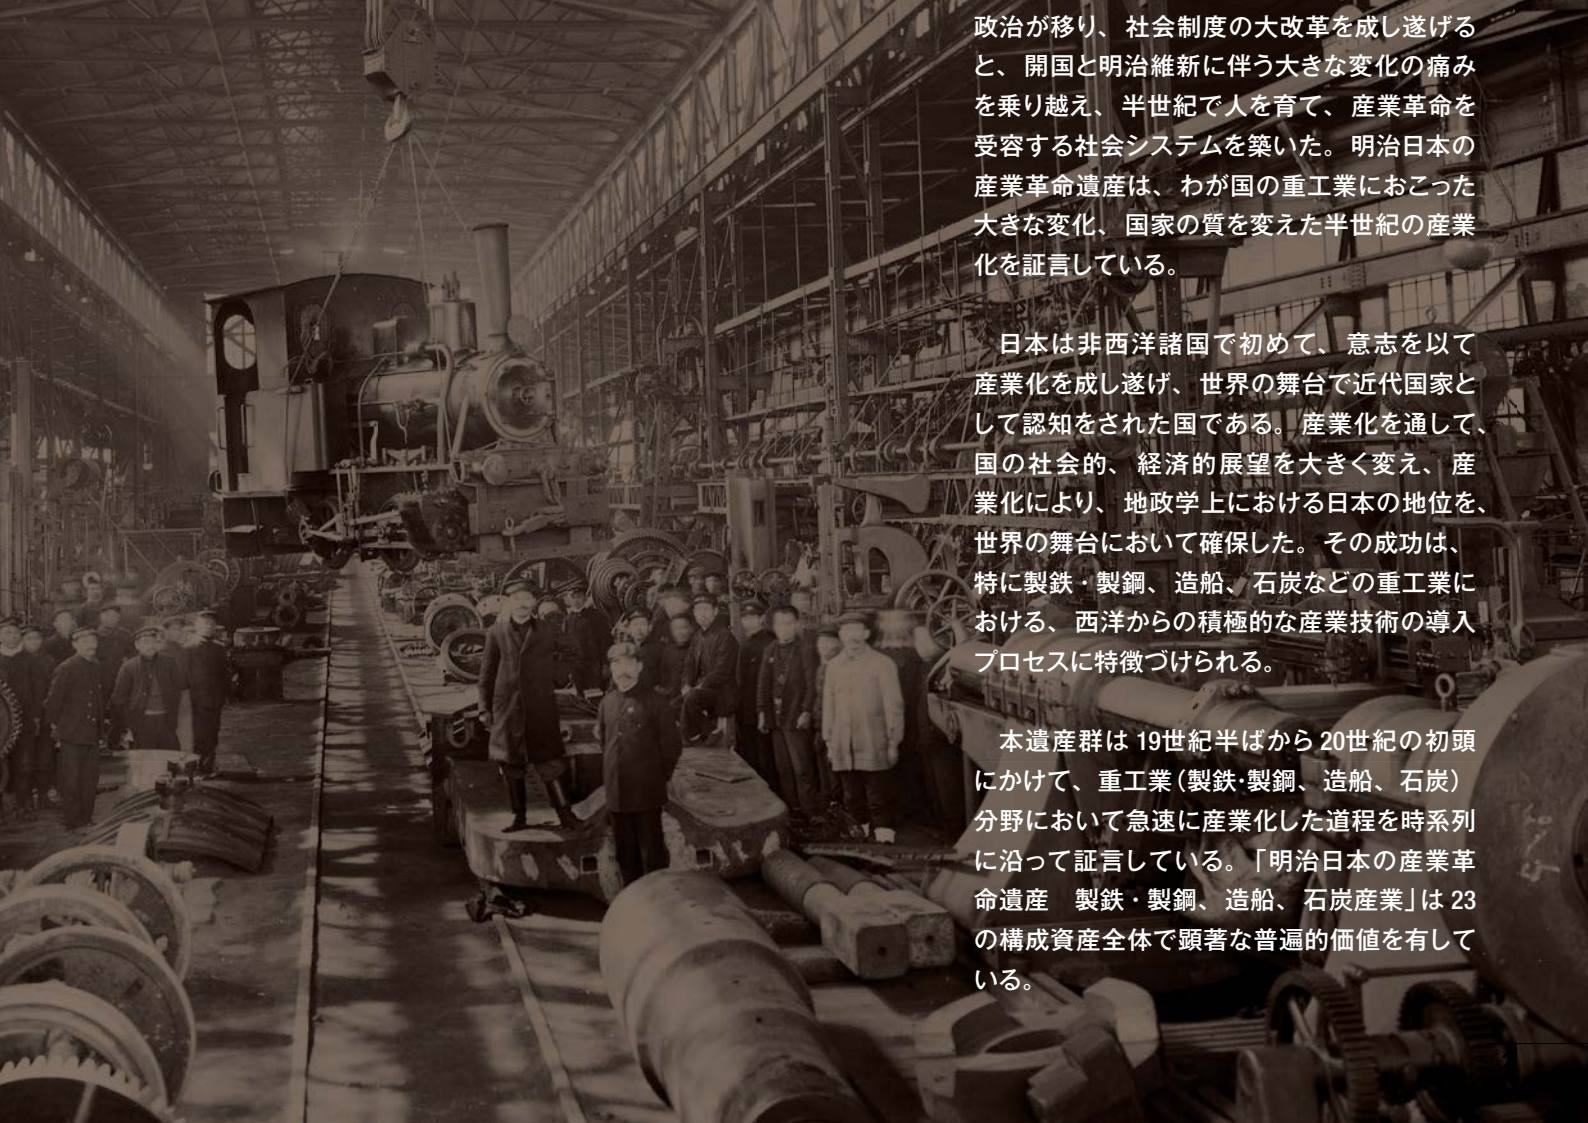 政治が移り、社会制度の大改革を成し遂げる
と、開国と明治維新に伴う大きな変化の痛み
を乗り越え、半世紀で人を育て、産業革命を
受容する社会システムを築いた。明治日本の
産業革命遺産は、わが国の重工業におこった
大きな変化、国家の質を変えた半世紀の産業
化を証言している。
日本は非西洋諸国で初めて、意志を以て
産業化を成し遂げ、世界の舞台で近代国家と
して認知をされた国である。産業化を通して、
国の社会的、経済的展望を大きく変え、産
業化により、地政学上における日本の地位を、
世界の舞台において確保した。その成功は、
特に製鉄・製鋼、造船、石炭などの重工業に
おける、西洋からの積極的な産業技術の導入
プロセスに特徴づけられる。
本遺産群は19世紀半ばから20世紀の初頭
にかけて、重工業(製鉄・製鋼、造船、石炭)
分野において急速に産業化した道程を時系列
に沿って証言している。「明治日本の産業革
命遺産　製鉄・製鋼、造船、石炭産業」は23
の構成資産全体で顕著な普遍的価値を有して
いる。